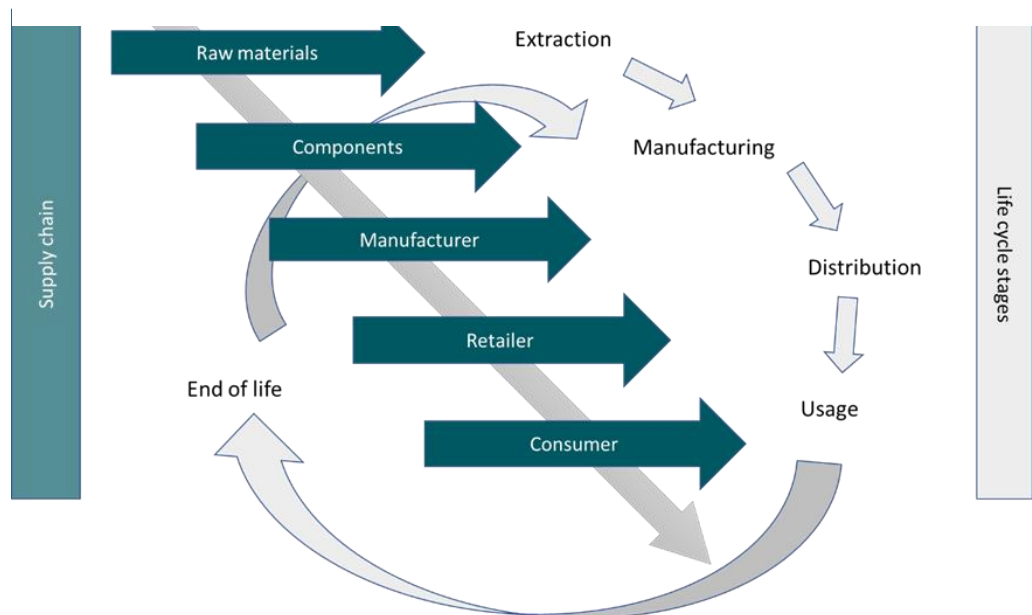 Supply chain
Raw materials
Components
Manufacturer
Retailer
Consumer
Extraction
Manufacturing
Distribution
Usage
End of life
Life cycle stages